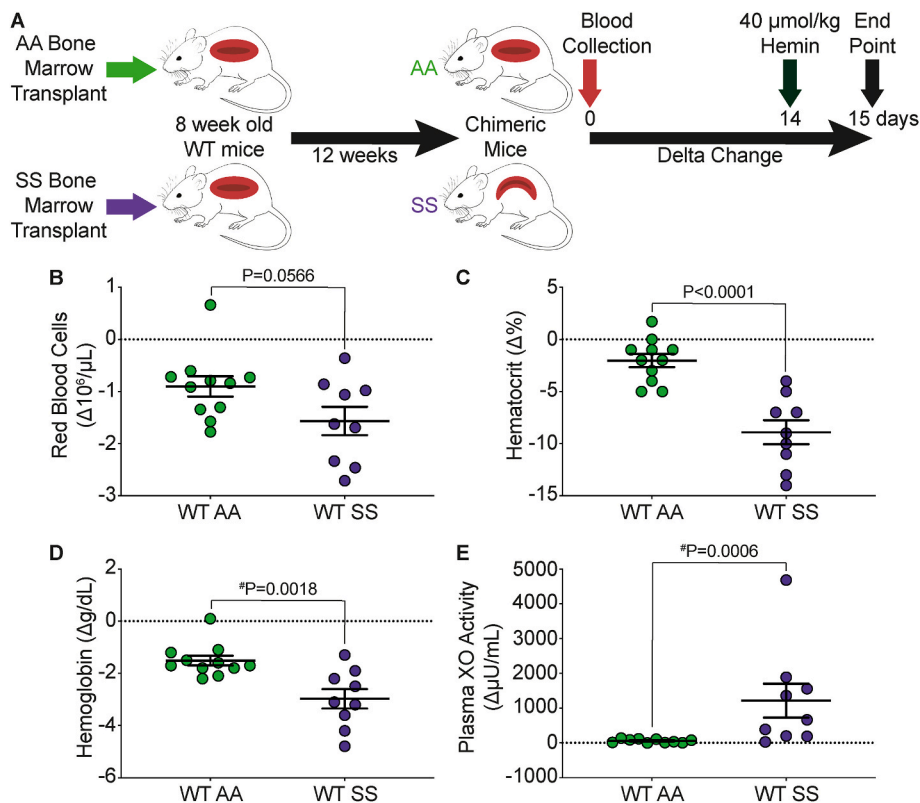 A
AA Bone
Marrow
Transplant
8 week old
WT mice
SS Bone
Marrow
Transplant
12 weeks
AA
Chimeric
Mice
SS
Blood
Collection
40 µmol/kg
Hemin
End
Point
0
14
15 days
Delta Change
B
P=0.0566
Red Blood Cells
(Δ10⁶/µL)
1
0
-1
-2
-3
WT AA
WT SS
C
P<0.0001
Hematocrit (Δ%)
5
0
-5
-10
-15
WT AA
WT SS
D
#P=0.0018
Hemoglobin (Δg/dL)
2
0
-2
-4
-6
WT AA
WT SS
E
#P=0.0006
Plasma XO Activity
(ΔµU/mL)
5000
4000
3000
2000
1000
0
-1000
WT AA
WT SS